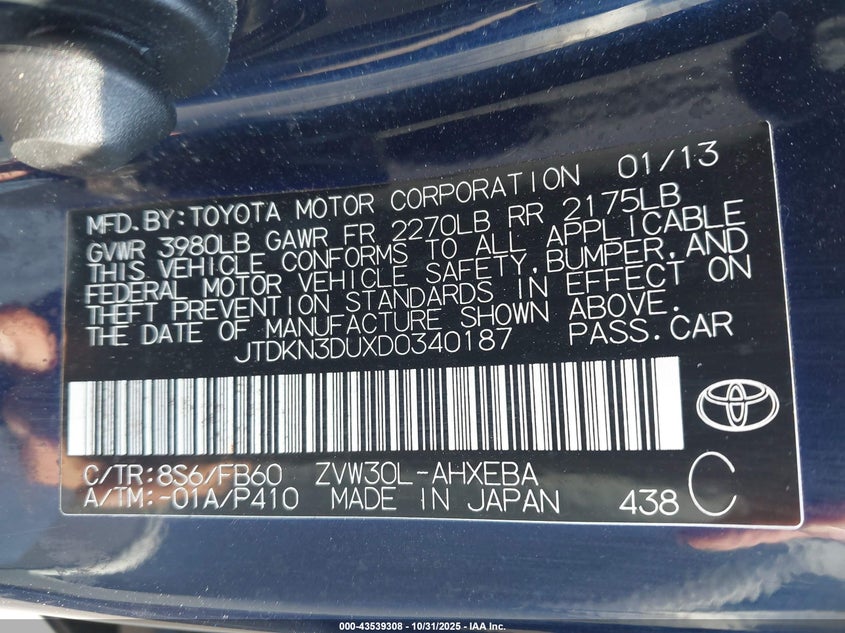 MFD.BY:TOYOTA MOTOR CORPORATION 01/13
GVWR 3980LB GAWR FR 2270LB RR 2175LB
THIS VEHICLE CONFORMS TO ALL APPLICABLE
FEDERAL MOTOR VEHICLE SAFETY,BUMPER,AND
THEFT PREVENTION STANDARDS IN EFFECT ON
THE DATE OF MANUFACTURE SHOWN ABOVE.
JTDKN3DUXD0340187 PASS.CAR
C/TR:8S6/FB60 ZVW30L-AHXEBA
A/TM:-01A/P410 MADE IN JAPAN 438 C
000-43539308 - 10/31/2025 - IAA Inc.